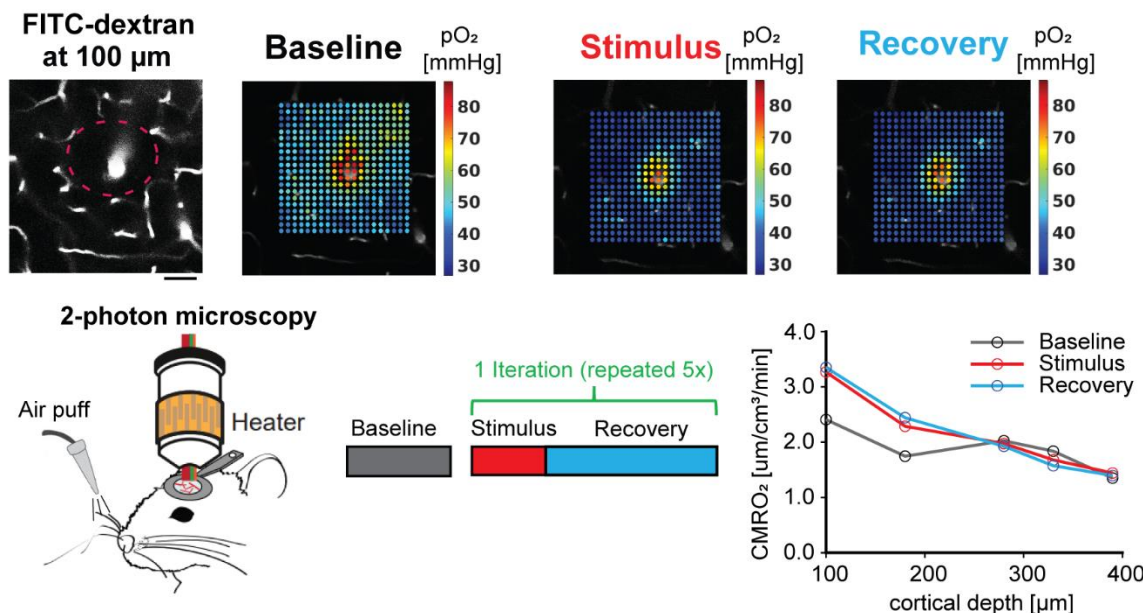 FITC-dextran
at 100 µm
Baseline
pO₂
[mmHg]
80
70
60
50
40
30
Stimulus
pO₂
[mmHg]
80
70
60
50
40
30
Recovery
pO₂
[mmHg]
80
70
60
50
40
30
2-photon microscopy
Air puff
Heater
1 Iteration (repeated 5x)
Baseline
Stimulus
Recovery
4.0
3.0
2.0
1.0
0.0
CMRO₂ [um/cm³/min]
Baseline
Stimulus
Recovery
100
200
300
400
cortical depth [µm]